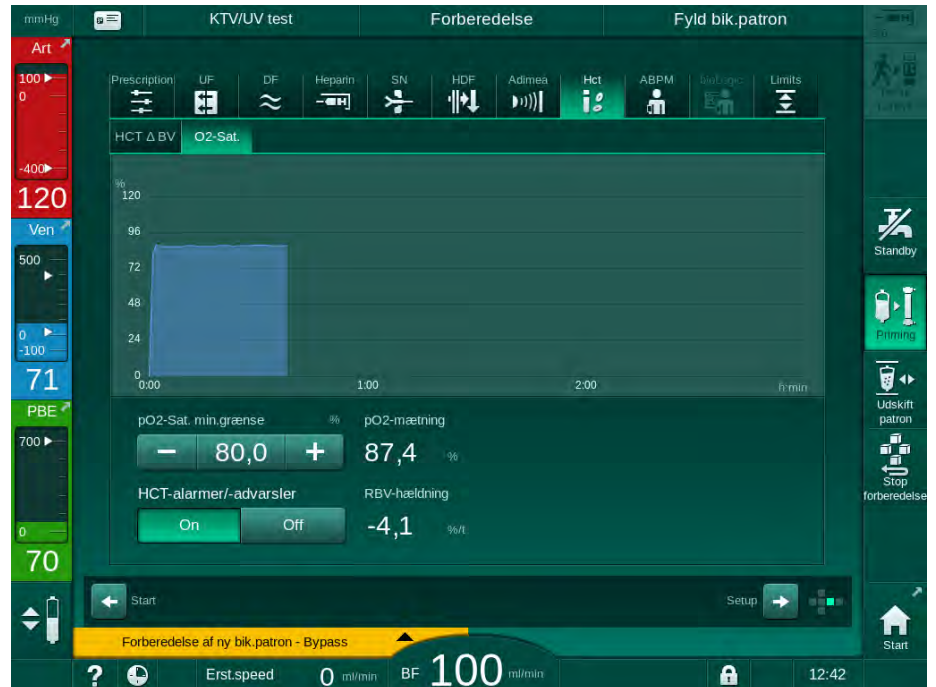 mmHg
KTV/UV test
Forberedelse
Fyld bik.patron
Art
100
0
-400
120
Ven
500
0
-100
71
PBE
700
0
70
Prescription
UF
DF
Heparin
SN
HDF
Adimea
Hct
ABPM
bioLogic
Limits
HCT Δ BV
O2-Sat.
%
120
96
72
48
24
0
0:00
1:00
2:00
h:min
pO2-Sat. min.grænse
%
pO2-mætning
80,0
87,4
%
HCT-alarmer/-advarsler
RBV-hældning
On
Off
-4,1
%/t
Start
Setup
Forberedelse af ny bik.patron - Bypass
Erst.speed
0 ml/min
BF 100 ml/min
12:42
Standby
Priming
Udskift
patron
Stop
forberedelse
Start